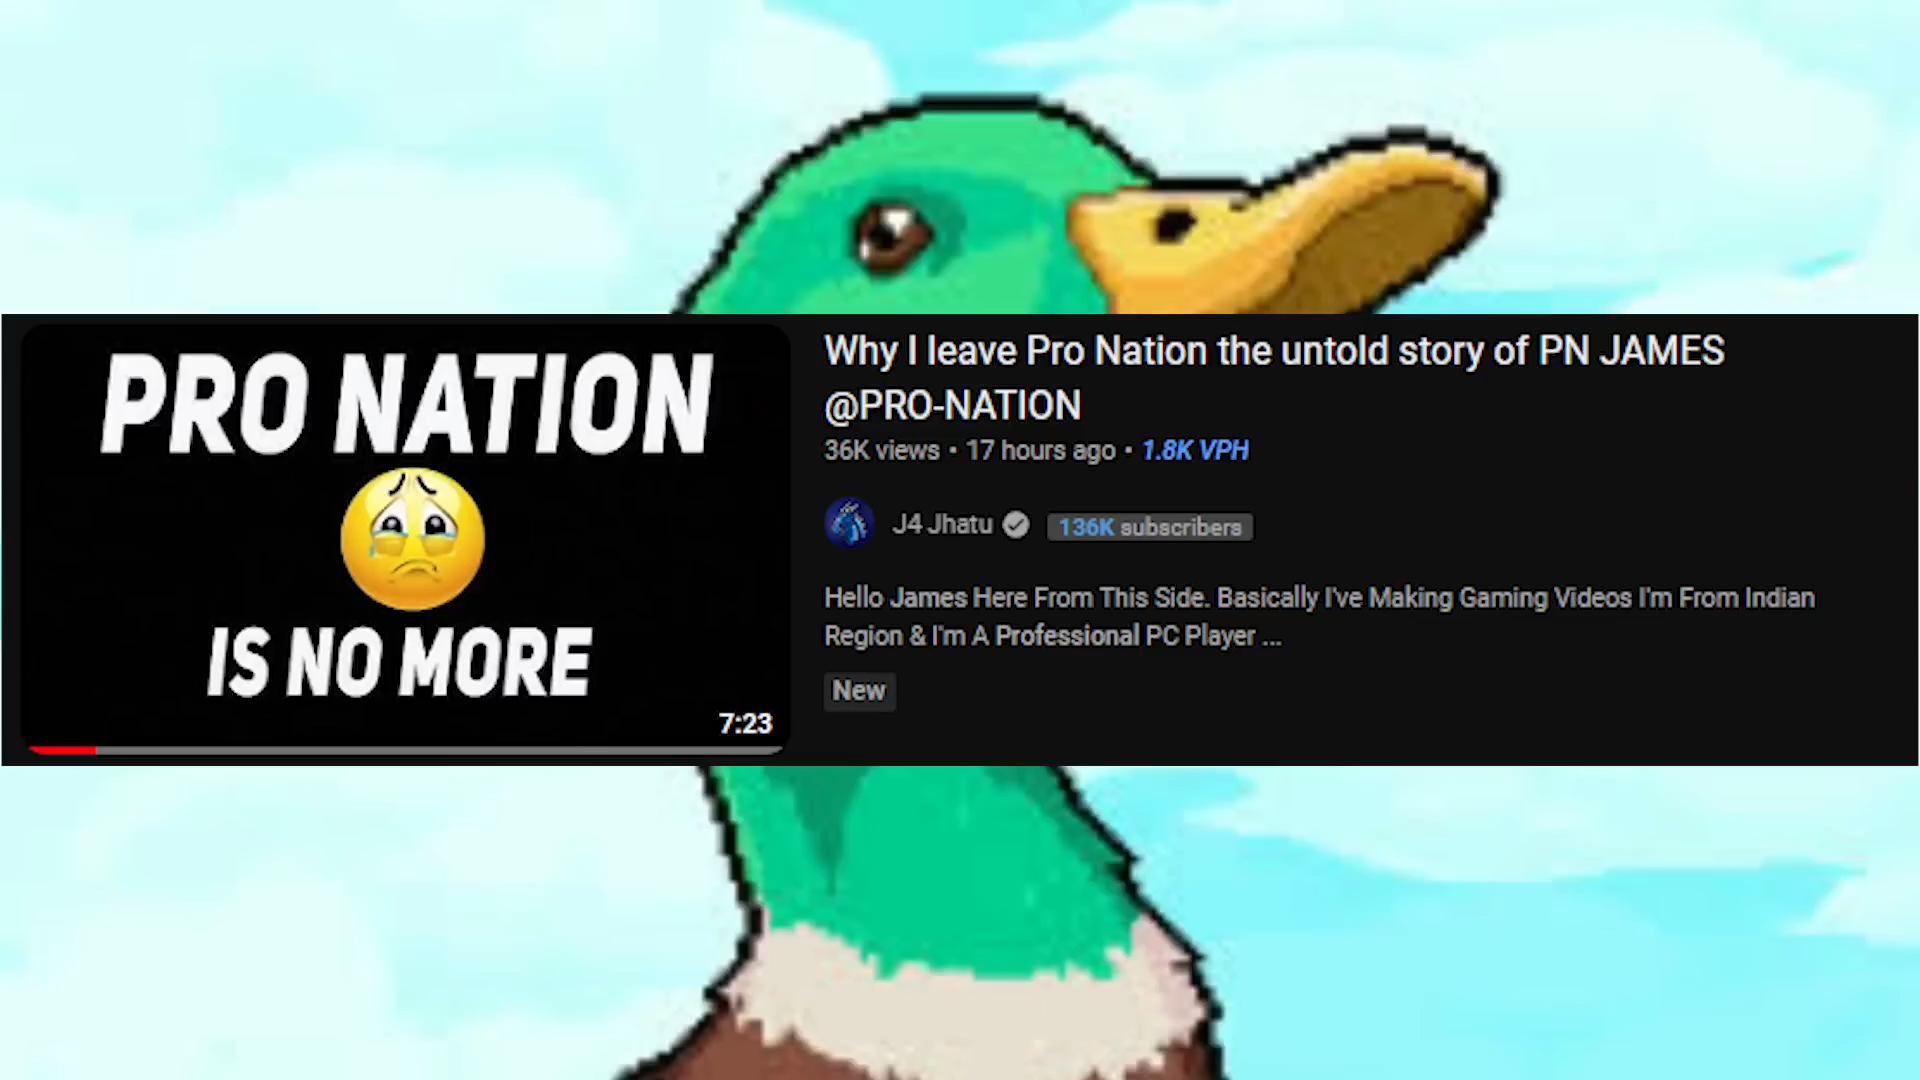 PRO NATION
IS NO MORE
7:23
Why I leave Pro Nation the untold story of PN JAMES
@PRO-NATION
36K views • 17 hours ago • 1.8K VPH
J4 Jhatu
136K subscribers
Hello James Here From This Side. Basically I've Making Gaming Videos I'm From Indian
Region & I'm A Professional PC Player ...
New